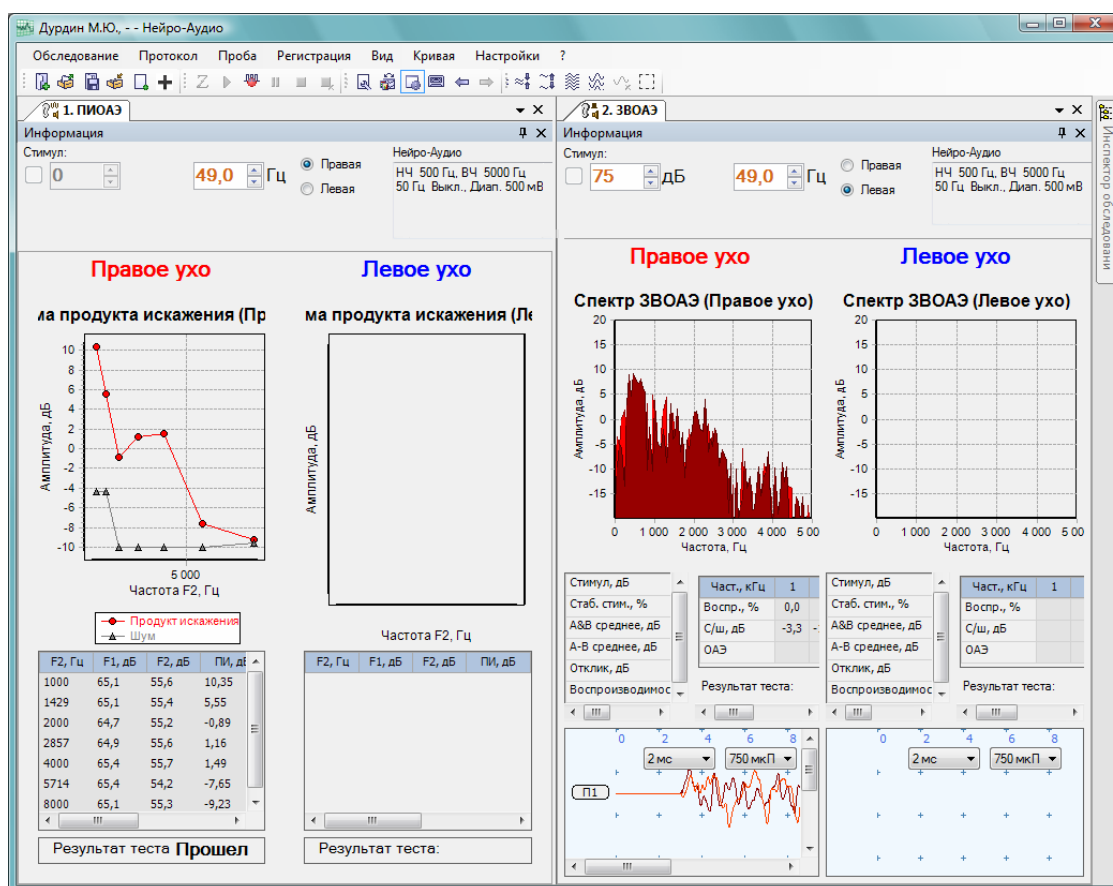 Дурдин М.Ю., - - Нейро-Аудио
Обследование Протокол Проба Регистрация Вид Кривая Настройки ?
1. ПИОАЭ
Информация
Стимул:
0
49,0 Гц
Правая
Левая
Нейро-Аудио
НЧ 500 Гц, ВЧ 5000 Гц
50 Гц Выкл., Диап. 500 мВ
Правое ухо
Левое ухо
ма продукта искажения (Пр
ма продукта искажения (Ле
Амплитуда, дБ
10
8
6
4
2
0
-2
-4
-6
-8
-10
5 000
Частота F2, Гц
Продукт искажения
Шум
Амплитуда, дБ
Частота F2, Гц
F2, Гц F1, дБ F2, дБ ПИ, дБ
1000 65,1 55,6 10,35
1429 65,1 55,4 5,55
2000 64,7 55,2 -0,89
2857 64,9 55,6 1,16
4000 65,4 55,7 1,49
5714 65,4 54,2 -7,65
8000 65,1 55,3 -9,23
Результат теста Прошел
F2, Гц F1, дБ F2, дБ ПИ, дБ
Результат теста:
2. ЗВОАЭ
Информация
Стимул:
75 дБ
49,0 Гц
Правая
Левая
Нейро-Аудио
НЧ 500 Гц, ВЧ 5000 Гц
50 Гц Выкл., Диап. 500 мВ
Правое ухо
Левое ухо
Спектр ЗВОАЭ (Правое ухо)
Амплитуда, дБ
20
15
10
5
0
-5
-10
-15
0 1 000 2 000 3 000 4 000 5 00
Частота, Гц
Спектр ЗВОАЭ (Левое ухо)
Амплитуда, дБ
20
15
10
5
0
-5
-10
-15
0 1 000 2 000 3 000 4 000 5 00
Частота, Гц
Стимул, дБ
Стаб. стим., %
A&B среднее, дБ
A-B среднее, дБ
Отклик, дБ
Воспроизводимос
Част., кГц 1
Воспр., % 0,0
С/ш, дБ -3,3
ОАЭ
Результат теста:
Стимул, дБ
Стаб. стим., %
A&B среднее, дБ
A-B среднее, дБ
Отклик, дБ
Воспроизводимос
Част., кГц 1
Воспр., %
С/ш, дБ
ОАЭ
Результат теста:
0 2 4 6 8
2 мс 750 мкП
П1
0 2 4 6 8
2 мс 750 мкП
Инспектор обследовани